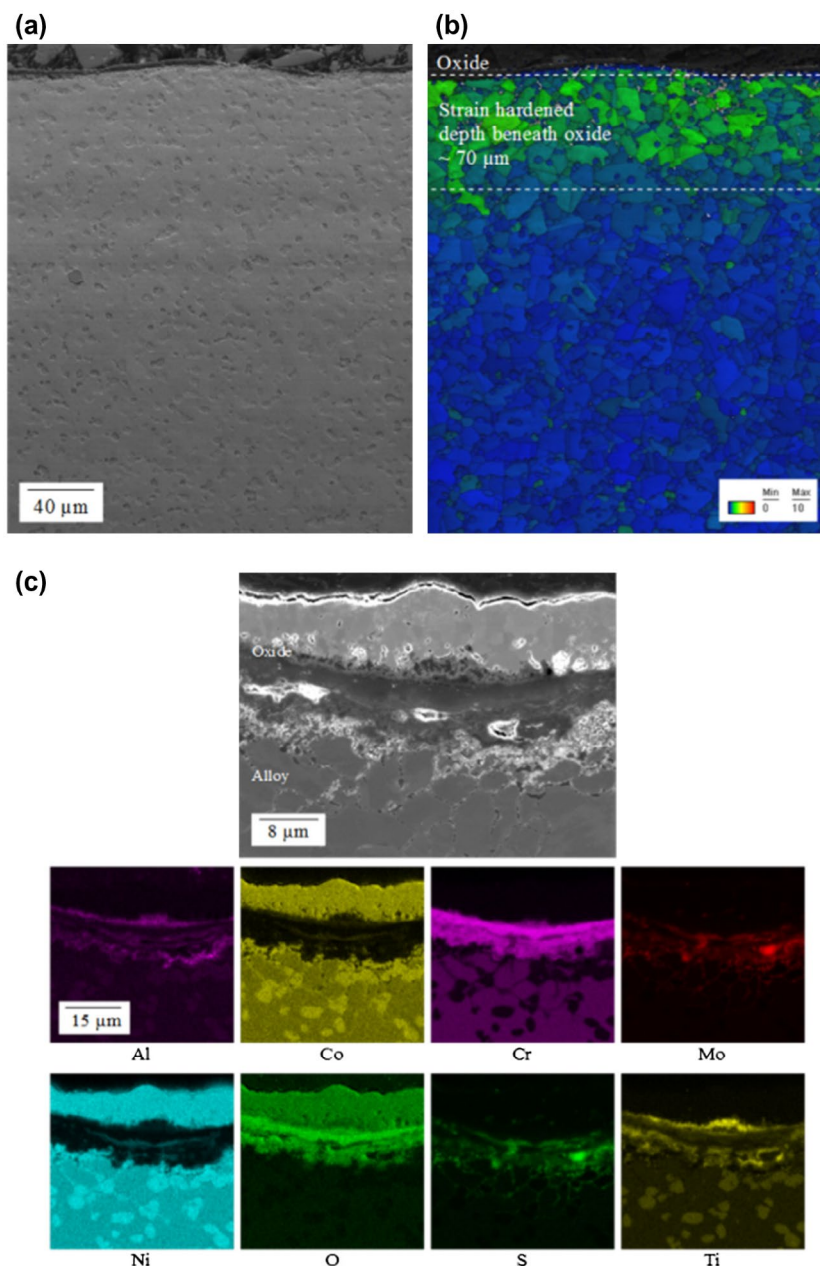 (a)
(b)
Oxide
Strain hardened
depth beneath oxide
~ 70 µm
40 µm
Min Max
0 10
(c)
Oxide
Alloy
8 µm
15 µm
Al
Co
Cr
Mo
Ni
O
S
Ti